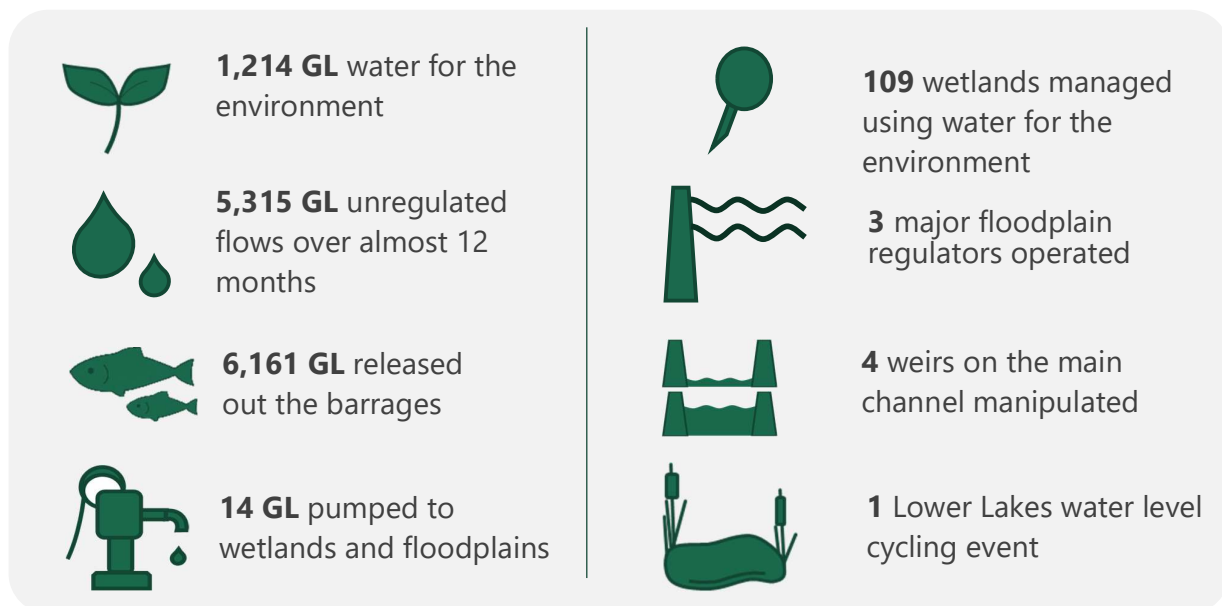 1,214 GL water for the
environment
5,315 GL unregulated
flows over almost 12
months
6,161 GL released
out the barrages
14 GL pumped to
wetlands and floodplains
109 wetlands managed
using water for the
environment
3 major floodplain
regulators operated
4 weirs on the main
channel manipulated
1 Lower Lakes water level
cycling event